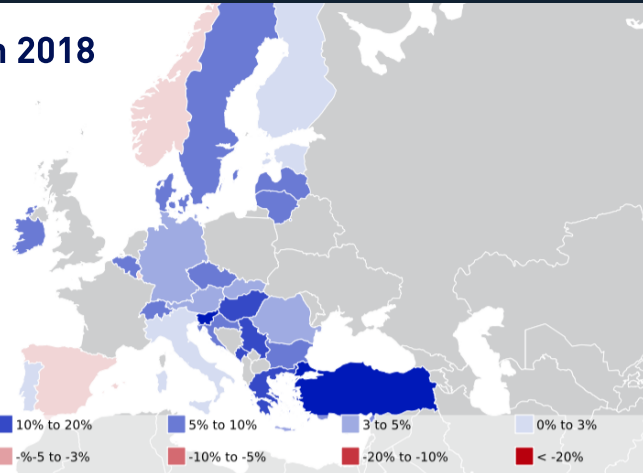 n 2018
10% to 20%
5% to 10%
3 to 5%
0% to 3%
-%-5 to -3%
-10% to -5%
-20% to -10%
< -20%